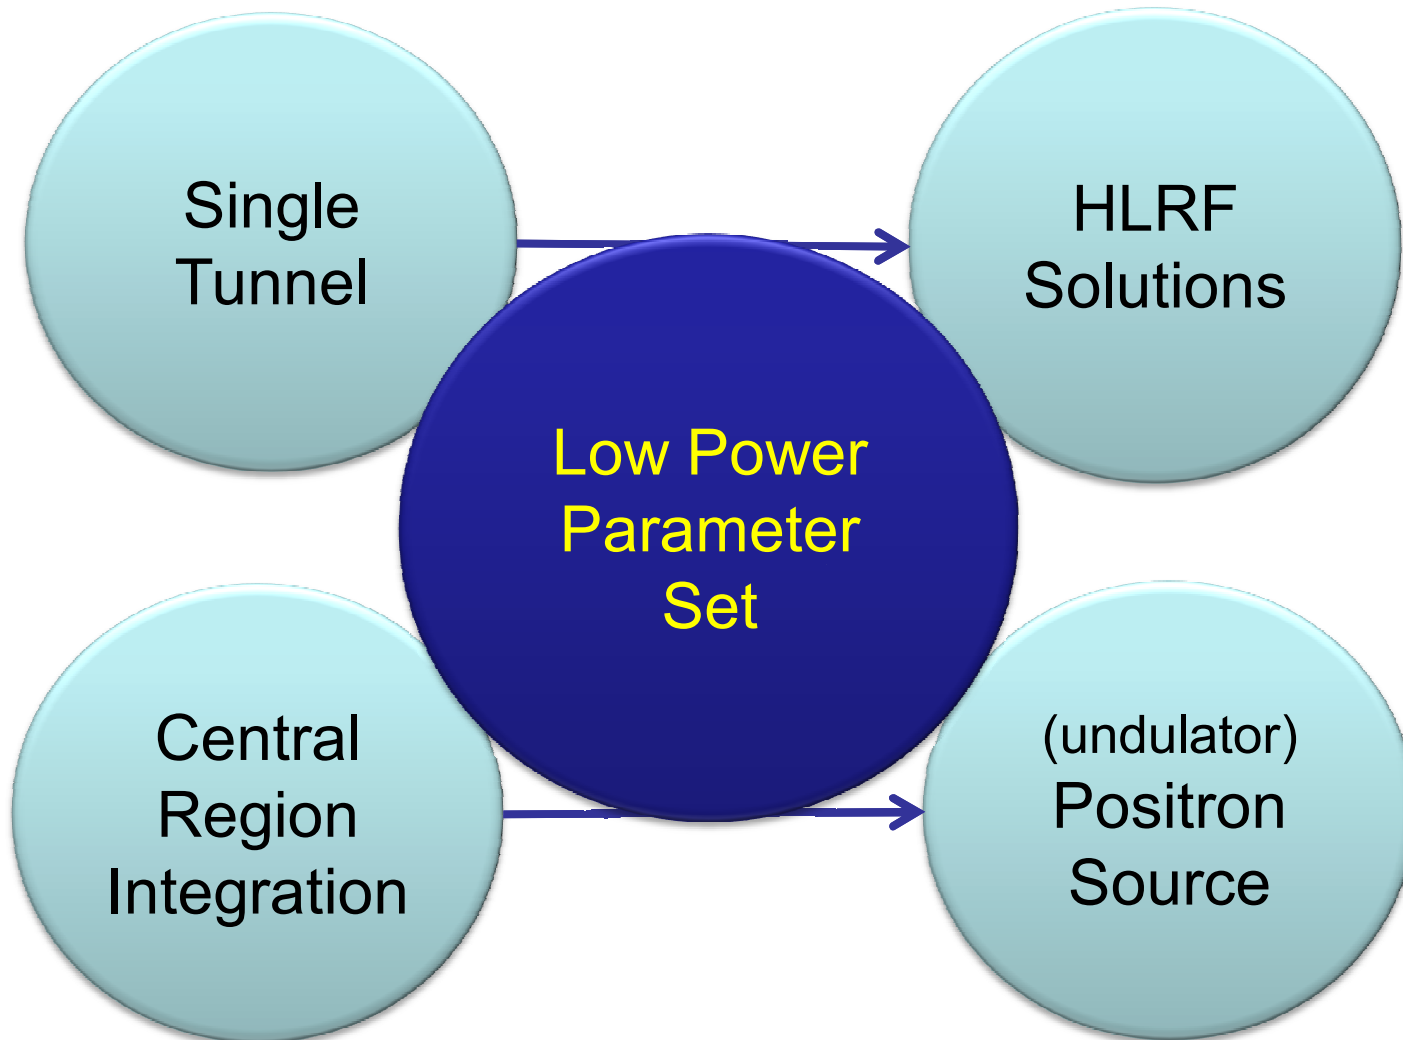 Single
Tunnel
HLRF
Solutions
Low Power
Parameter
Set
Central
Region
Integration
(undulator)
Positron
Source